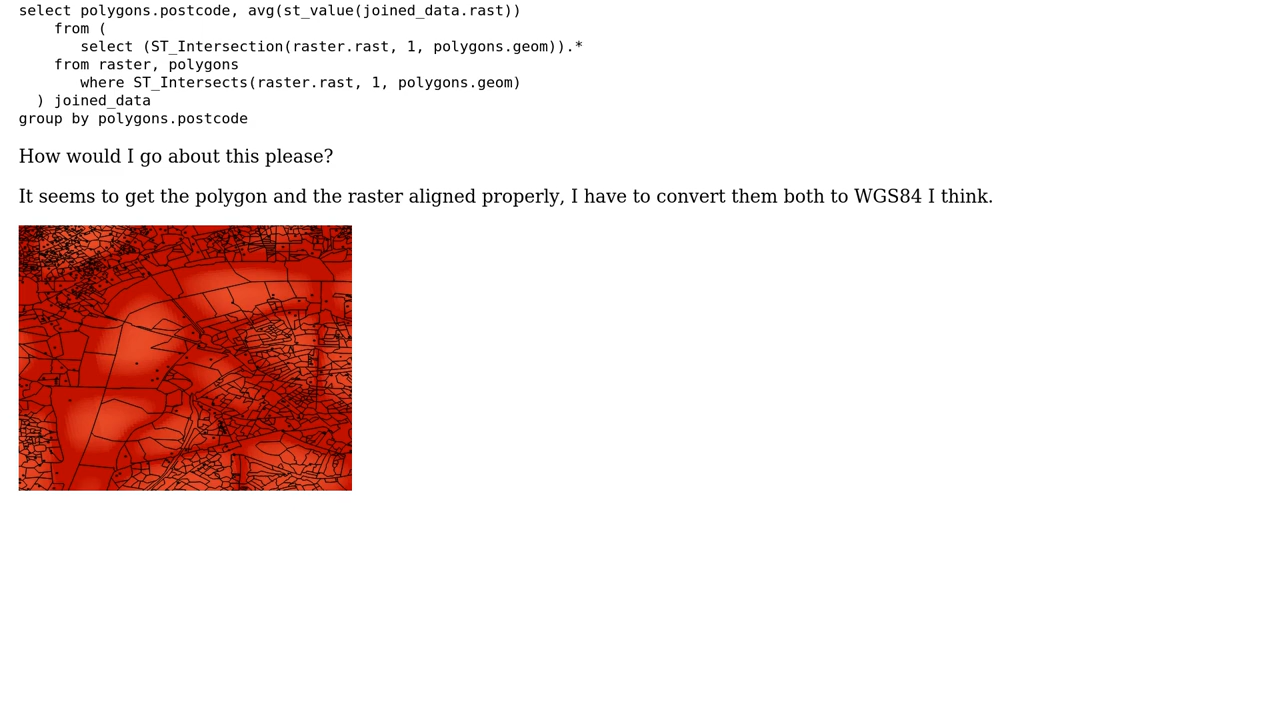 select polygons.postcode, avg(st_value(joined_data.rast))
    from (
       select (ST_Intersection(raster.rast, 1, polygons.geom)).*
    from raster, polygons
       where ST_Intersects(raster.rast, 1, polygons.geom)
  ) joined_data
group by polygons.postcode
How would I go about this please?
It seems to get the polygon and the raster aligned properly, I have to convert them both to WGS84 I think.